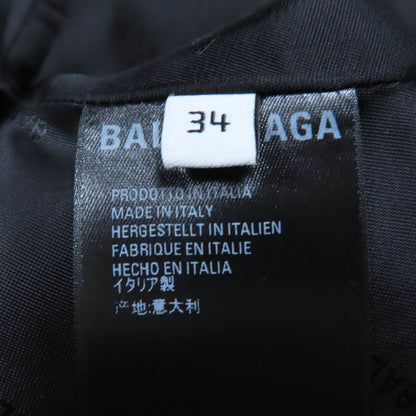 34
BAL AGA
PRODOTTO IN ITALIA
MADE IN ITALY
HERGESTELLT IN ITALIEN
FABRIQUE EN ITALIE
HECHO EN ITALIA
イタリア製
产地:意大利